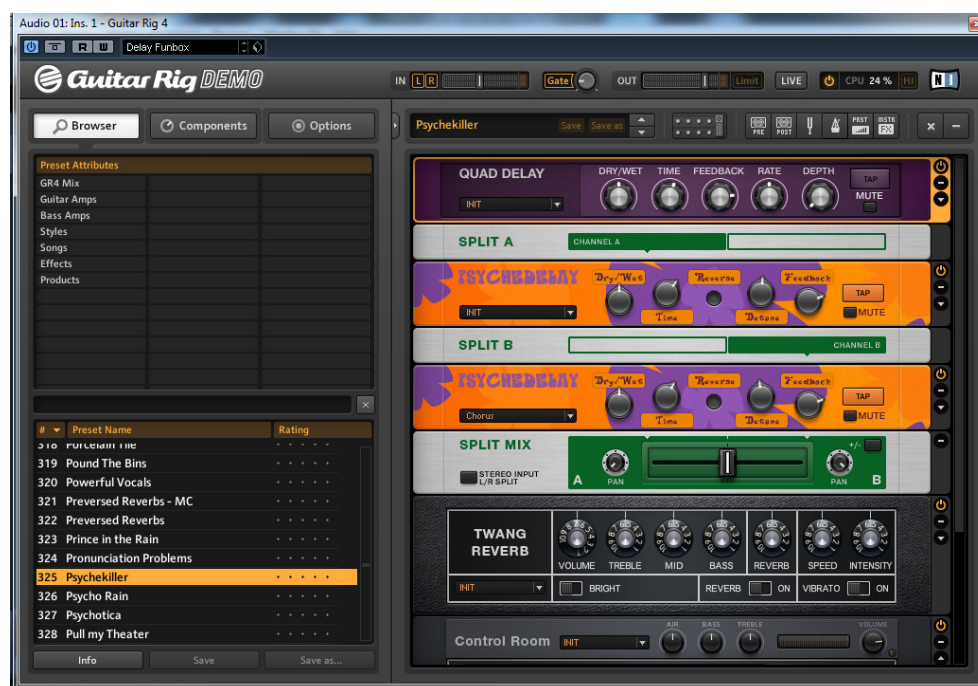 Audio 01: Ins. 1 - Guitar Rig 4
R W Delay Funbox
Guitar Rig DEMO
IN L R Gate OUT Limit LIVE CPU 24 % HI N I
Browser Components Options
Psychekiller Save Save as PRE POST PRST MSTR FX
Preset Attributes
GR4 Mix
Guitar Amps
Bass Amps
Styles
Songs
Effects
Products
# Preset Name Rating
318 Porcelain Tile
319 Pound The Bins
320 Powerful Vocals
321 Preversed Reverbs - MC
322 Preversed Reverbs
323 Prince in the Rain
324 Pronunciation Problems
325 Psychekiller
326 Psycho Rain
327 Psychotica
328 Pull my Theater
Info Save Save as...
QUAD DELAY DRY/WET TIME FEEDBACK RATE DEPTH TAP
INIT MUTE
SPLIT A CHANNEL A
PSYCHEDELAY Dry/Wet Reverse Feedback TAP
INIT Time Detune MUTE
SPLIT B CHANNEL B
PSYCHEDELAY Dry/Wet Reverse Feedback TAP
Chorus Time Detune MUTE
SPLIT MIX +/-
STEREO INPUT
L/R SPLIT A PAN PAN B
TWANG
REVERB
VOLUME TREBLE MID BASS REVERB SPEED INTENSITY
INIT BRIGHT REVERB ON VIBRATO ON
AIR BASS TREBLE VOLUME
Control Room INIT